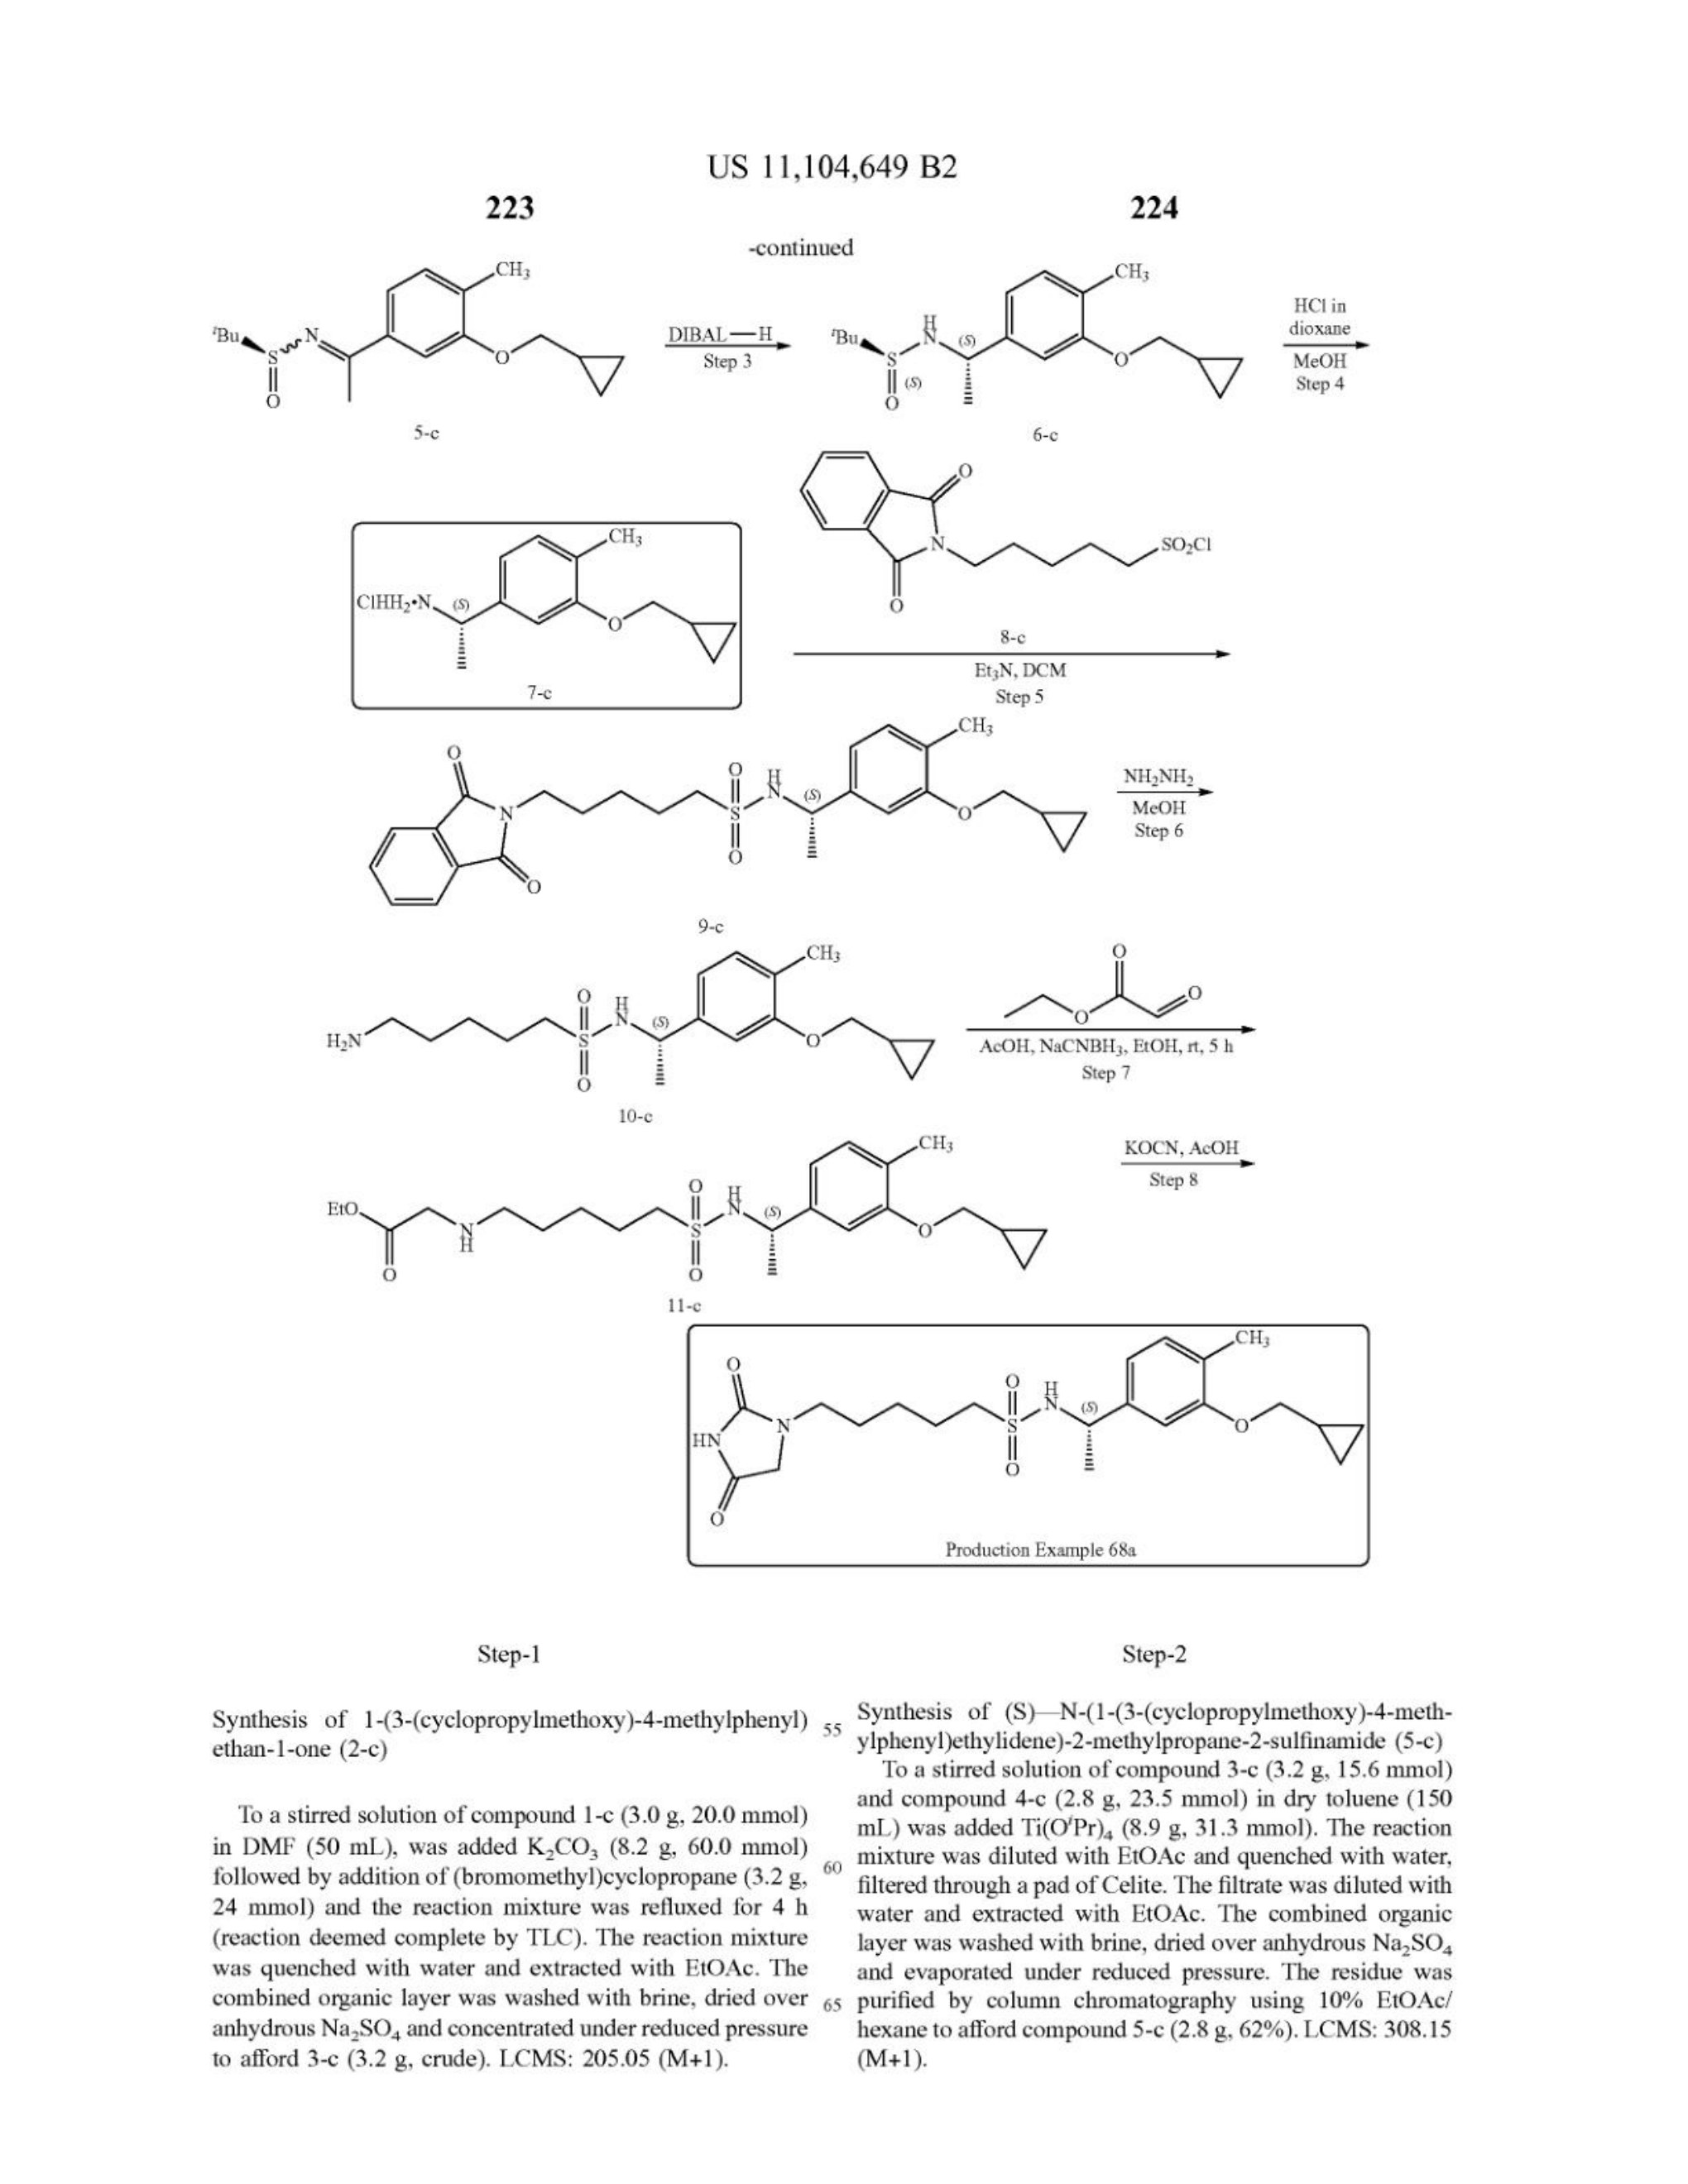 US 11,104,649 B2
223
224
-continued
CH3
tBu
N
S
O
O
5-c
DIBAL—H
Step 3
CH3
tBu
H
N
(S)
S
(S)
O
O
6-c
HCl in
dioxane
MeOH
Step 4
CH3
ClHH2•N
(S)
O
7-c
O
N
SO2Cl
O
8-c
Et3N, DCM
Step 5
CH3
O
N
O
O
S
O
H
N
(S)
O
9-c
NH2NH2
MeOH
Step 6
CH3
H2N
O
S
O
H
N
(S)
O
10-c
O
O
O
AcOH, NaCNBH3, EtOH, rt, 5 h
Step 7
CH3
EtO
O
N
H
O
S
O
H
N
(S)
O
11-c
KOCN, AcOH
Step 8
CH3
O
HN
N
O
O
S
O
H
N
(S)
O
Production Example 68a
Step-1
Synthesis of 1-(3-(cyclopropylmethoxy)-4-methylphenyl)
ethan-1-one (2-c)
To a stirred solution of compound 1-c (3.0 g, 20.0 mmol)
in DMF (50 mL), was added K2CO3 (8.2 g, 60.0 mmol)
followed by addition of (bromomethyl)cyclopropane (3.2 g,
24 mmol) and the reaction mixture was refluxed for 4 h
(reaction deemed complete by TLC). The reaction mixture
was quenched with water and extracted with EtOAc. The
combined organic layer was washed with brine, dried over
anhydrous Na2SO4 and concentrated under reduced pressure
to afford 3-c (3.2 g, crude). LCMS: 205.05 (M+1).
55
60
65
Step-2
Synthesis of (S)—N-(1-(3-(cyclopropylmethoxy)-4-meth-
ylphenyl)ethylidene)-2-methylpropane-2-sulfinamide (5-c)
To a stirred solution of compound 3-c (3.2 g, 15.6 mmol)
and compound 4-c (2.8 g, 23.5 mmol) in dry toluene (150
mL) was added Ti(OiPr)4 (8.9 g, 31.3 mmol). The reaction
mixture was diluted with EtOAc and quenched with water,
filtered through a pad of Celite. The filtrate was diluted with
water and extracted with EtOAc. The combined organic
layer was washed with brine, dried over anhydrous Na2SO4
and evaporated under reduced pressure. The residue was
purified by column chromatography using 10% EtOAc/
hexane to afford compound 5-c (2.8 g, 62%). LCMS: 308.15
(M+1).